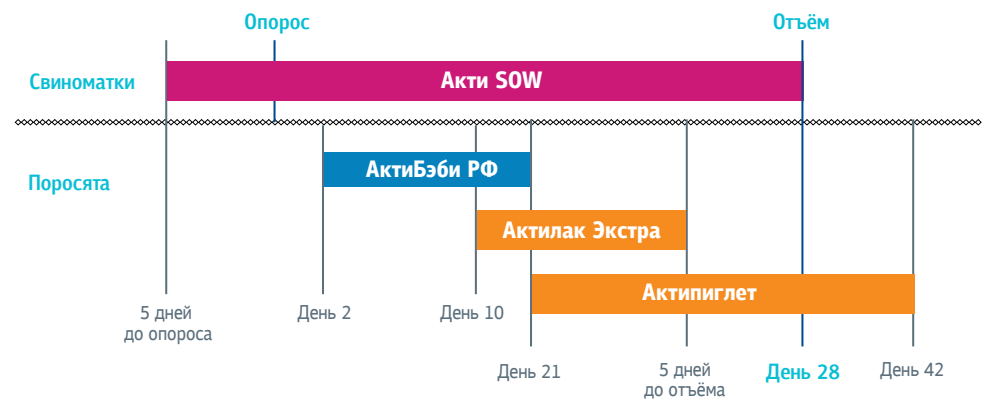 Опорос
Отъём
Свиноматки
Акти SOW
Поросята
АктиБэби РФ
Актилак Экстра
Актипиглет
5 дней
до опороса
День 2
День 10
День 21
5 дней
до отъёма
День 28
День 42